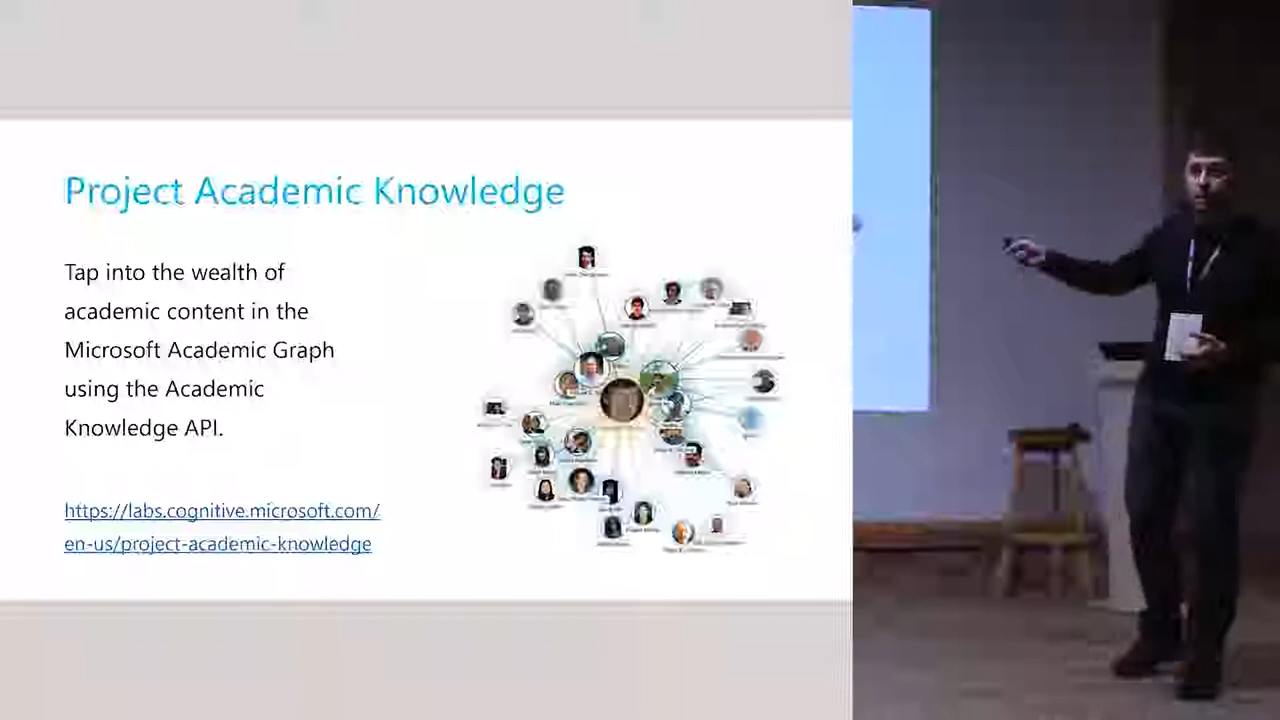 Project Academic Knowledge
Tap into the wealth of
academic content in the
Microsoft Academic Graph
using the Academic
Knowledge API.
https://labs.cognitive.microsoft.com/
en-us/project-academic-knowledge